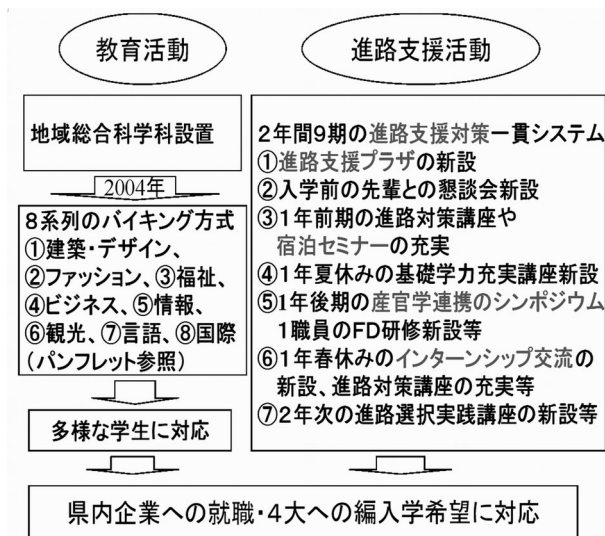 教育活動
地域総合科学科設置
2004年
8系列のバイキング方式
①建築・デザイン、
②ファッション、③福祉、
④ビジネス、⑤情報、
⑥観光、⑦言語、⑧国際
(パンフレット参照)
多様な学生に対応
進路支援活動
2年間9期の進路支援対策一貫システム
①進路支援プラザの新設
②入学前の先輩との懇談会新設
③1年前期の進路対策講座や
宿泊セミナーの充実
④1年夏休みの基礎学力充実講座新設
⑤1年後期の産官学連携のシンポジウム
1職員のFD研修新設等
⑥1年春休みのインターンシップ交流の
新設、進路対策講座の充実等
⑦2年次の進路選択実践講座の新設等
県内企業への就職・4大への編入学希望に対応